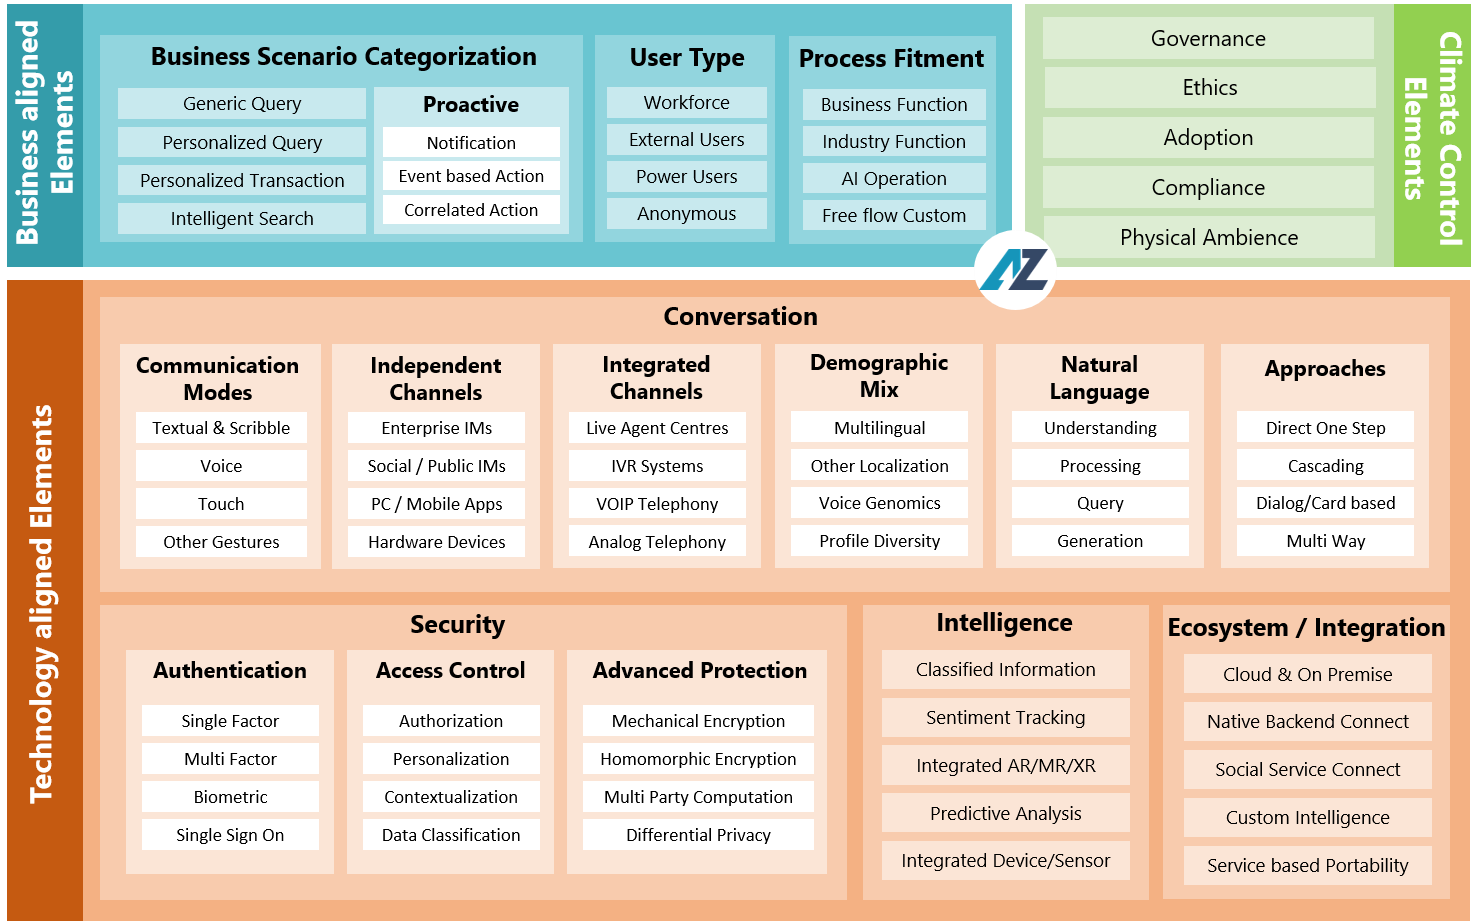 Business aligned
Elements
Business Scenario Categorization
Generic Query
Personalized Query
Personalized Transaction
Intelligent Search
Proactive
Notification
Event based Action
Correlated Action
User Type
Workforce
External Users
Power Users
Anonymous
Process Fitment
Business Function
Industry Function
AI Operation
Free flow Custom
Governance
Ethics
Adoption
Compliance
Physical Ambience
Climate Control
Elements
AZ
Technology aligned Elements
Conversation
Communication
Modes
Textual & Scribble
Voice
Touch
Other Gestures
Independent
Channels
Enterprise IMs
Social / Public IMs
PC / Mobile Apps
Hardware Devices
Integrated
Channels
Live Agent Centres
IVR Systems
VOIP Telephony
Analog Telephony
Demographic
Mix
Multilingual
Other Localization
Voice Genomics
Profile Diversity
Natural
Language
Understanding
Processing
Query
Generation
Approaches
Direct One Step
Cascading
Dialog/Card based
Multi Way
Security
Authentication
Single Factor
Multi Factor
Biometric
Single Sign On
Access Control
Authorization
Personalization
Contextualization
Data Classification
Advanced Protection
Mechanical Encryption
Homomorphic Encryption
Multi Party Computation
Differential Privacy
Intelligence
Classified Information
Sentiment Tracking
Integrated AR/MR/XR
Predictive Analysis
Integrated Device/Sensor
Ecosystem / Integration
Cloud & On Premise
Native Backend Connect
Social Service Connect
Custom Intelligence
Service based Portability